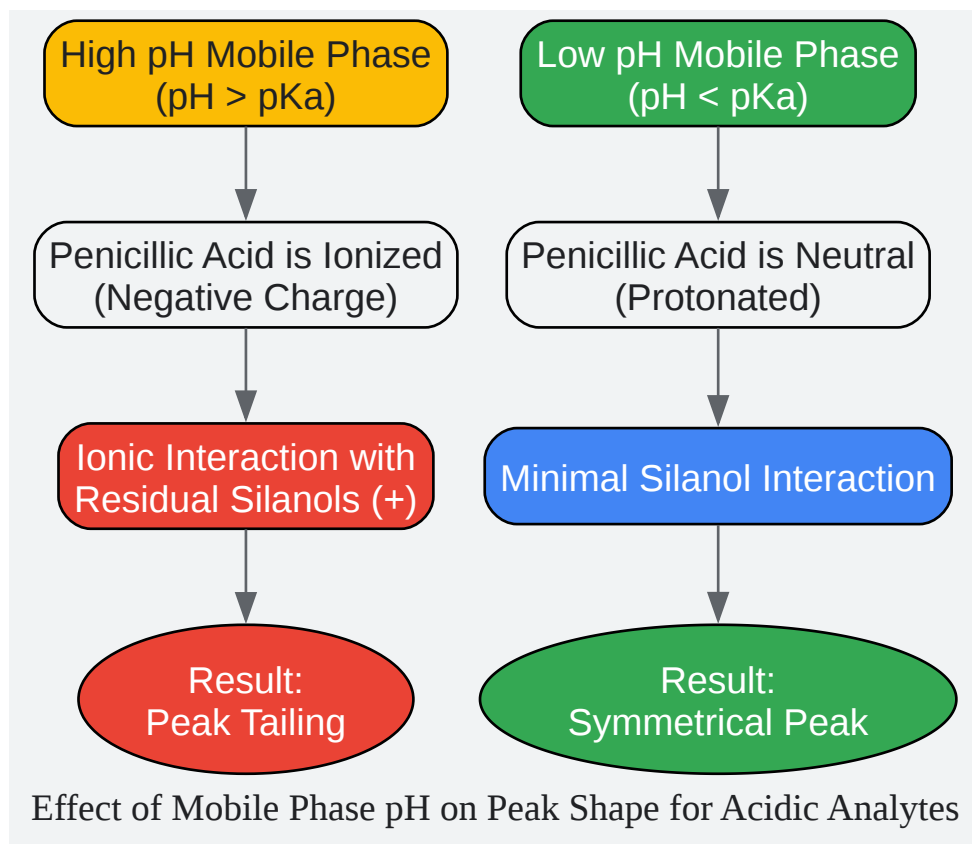 High pH Mobile Phase
(pH > pKa)
Penicillic Acid is Ionized
(Negative Charge)
Ionic Interaction with
Residual Silanols (+)
Result:
Peak Tailing
Low pH Mobile Phase
(pH < pKa)
Penicillic Acid is Neutral
(Protonated)
Minimal Silanol Interaction
Result:
Symmetrical Peak
Effect of Mobile Phase pH on Peak Shape for Acidic Analytes